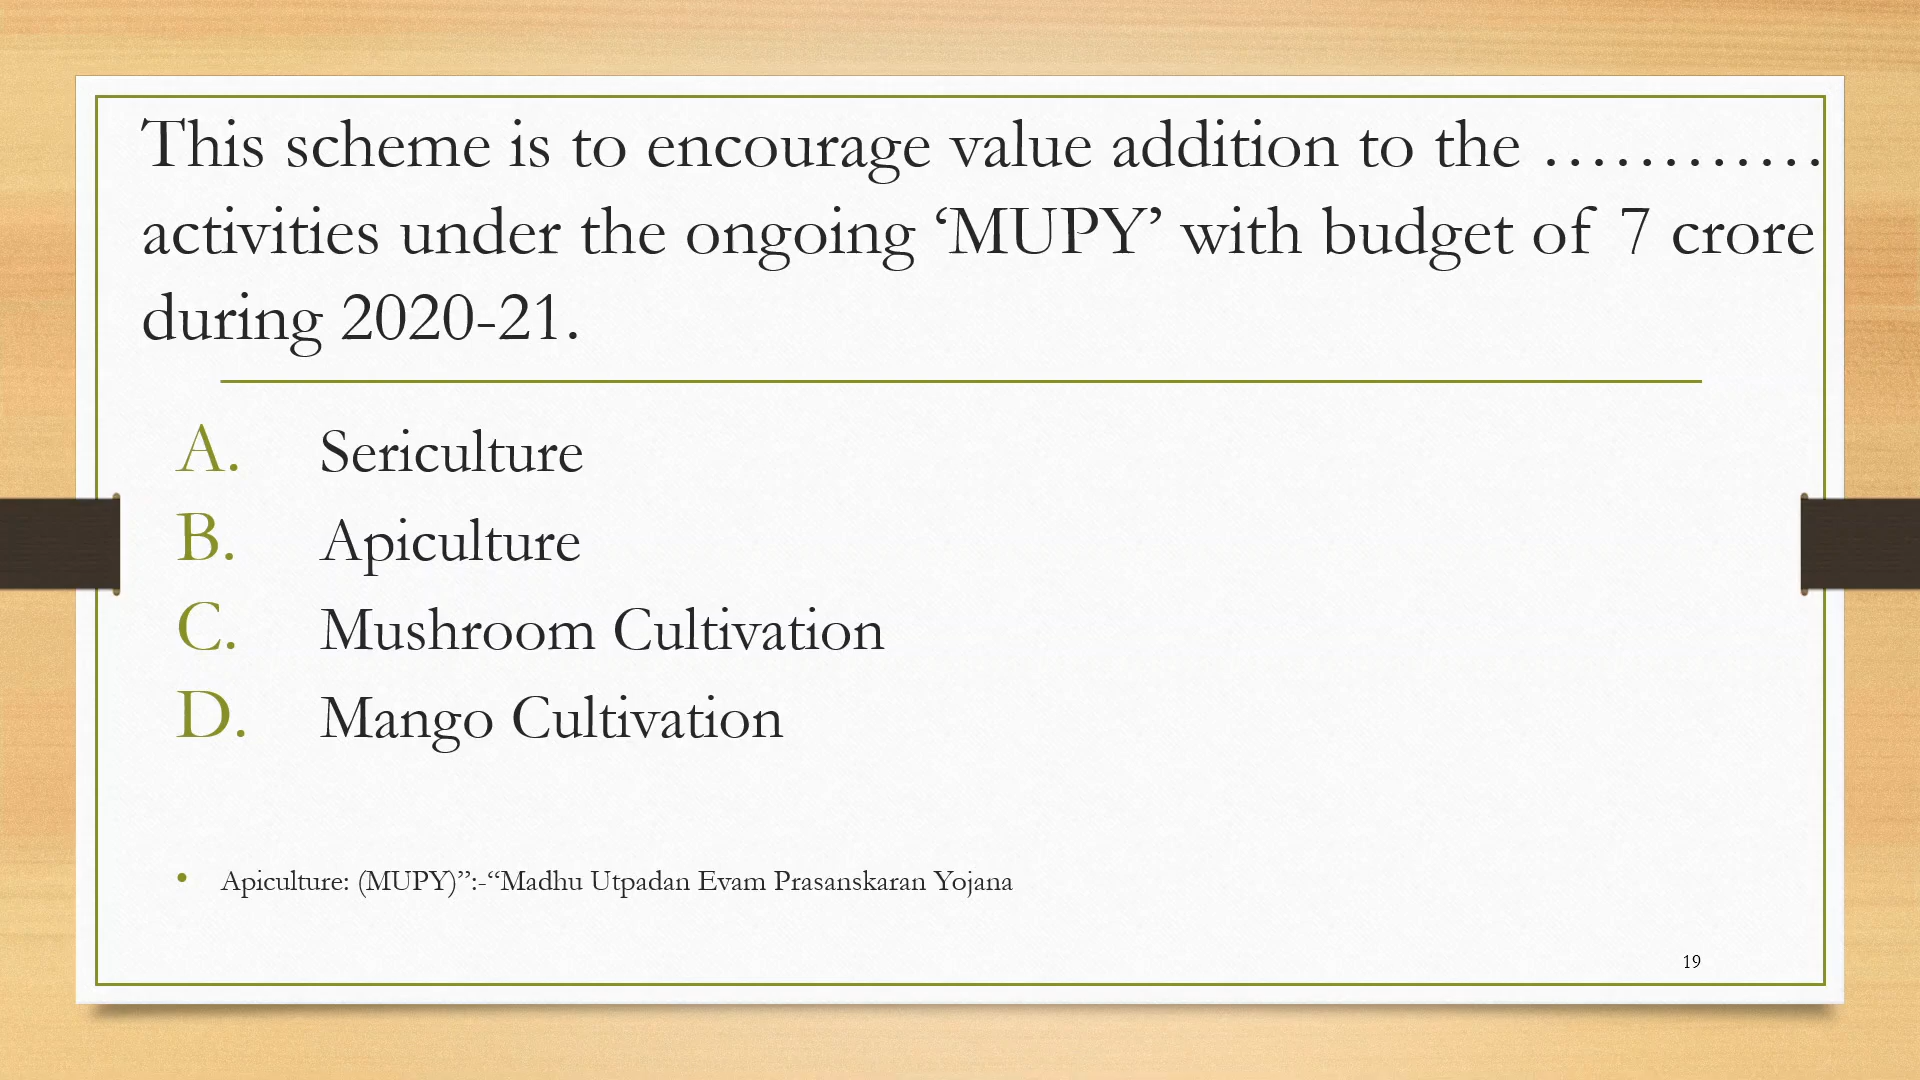 This scheme is to encourage value addition to the …………
activities under the ongoing ‘MUPY’ with budget of 7 crore
during 2020-21.
A. Sericulture
B. Apiculture
C. Mushroom Cultivation
D. Mango Cultivation
• Apiculture: (MUPY)”:-“Madhu Utpadan Evam Prasanskaran Yojana
19